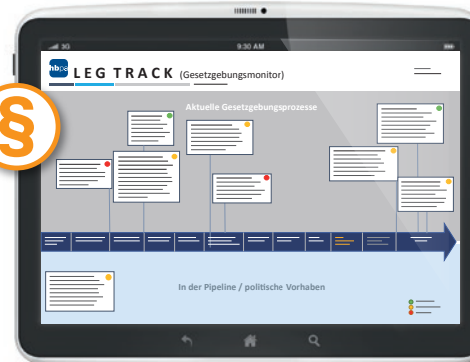 3G 9:30 AM
hbpa LEG TRACK (Gesetzgebungsmonitor)
§
Aktuelle Gesetzgebungsprozesse
In der Pipeline / politische Vorhaben